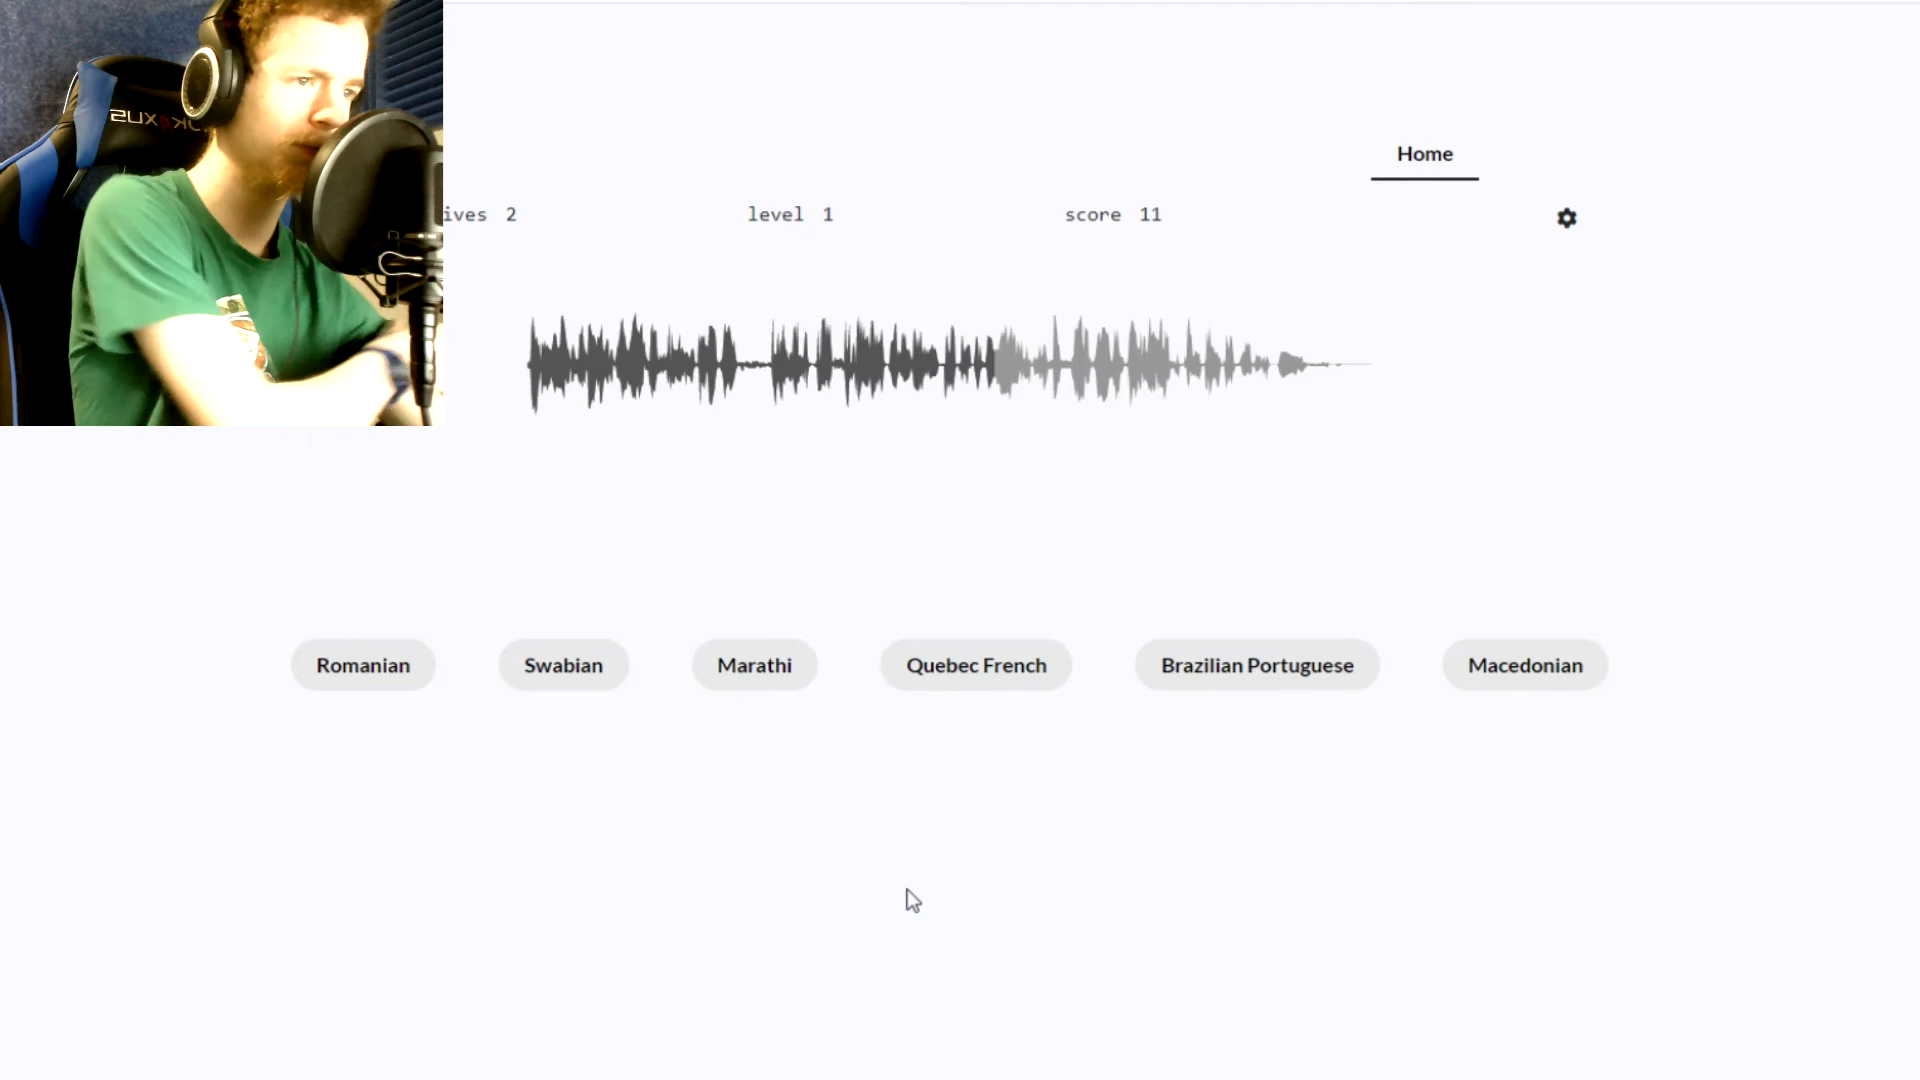 Home
ives 2
level 1
score 11
Romanian
Swabian
Marathi
Quebec French
Brazilian Portuguese
Macedonian